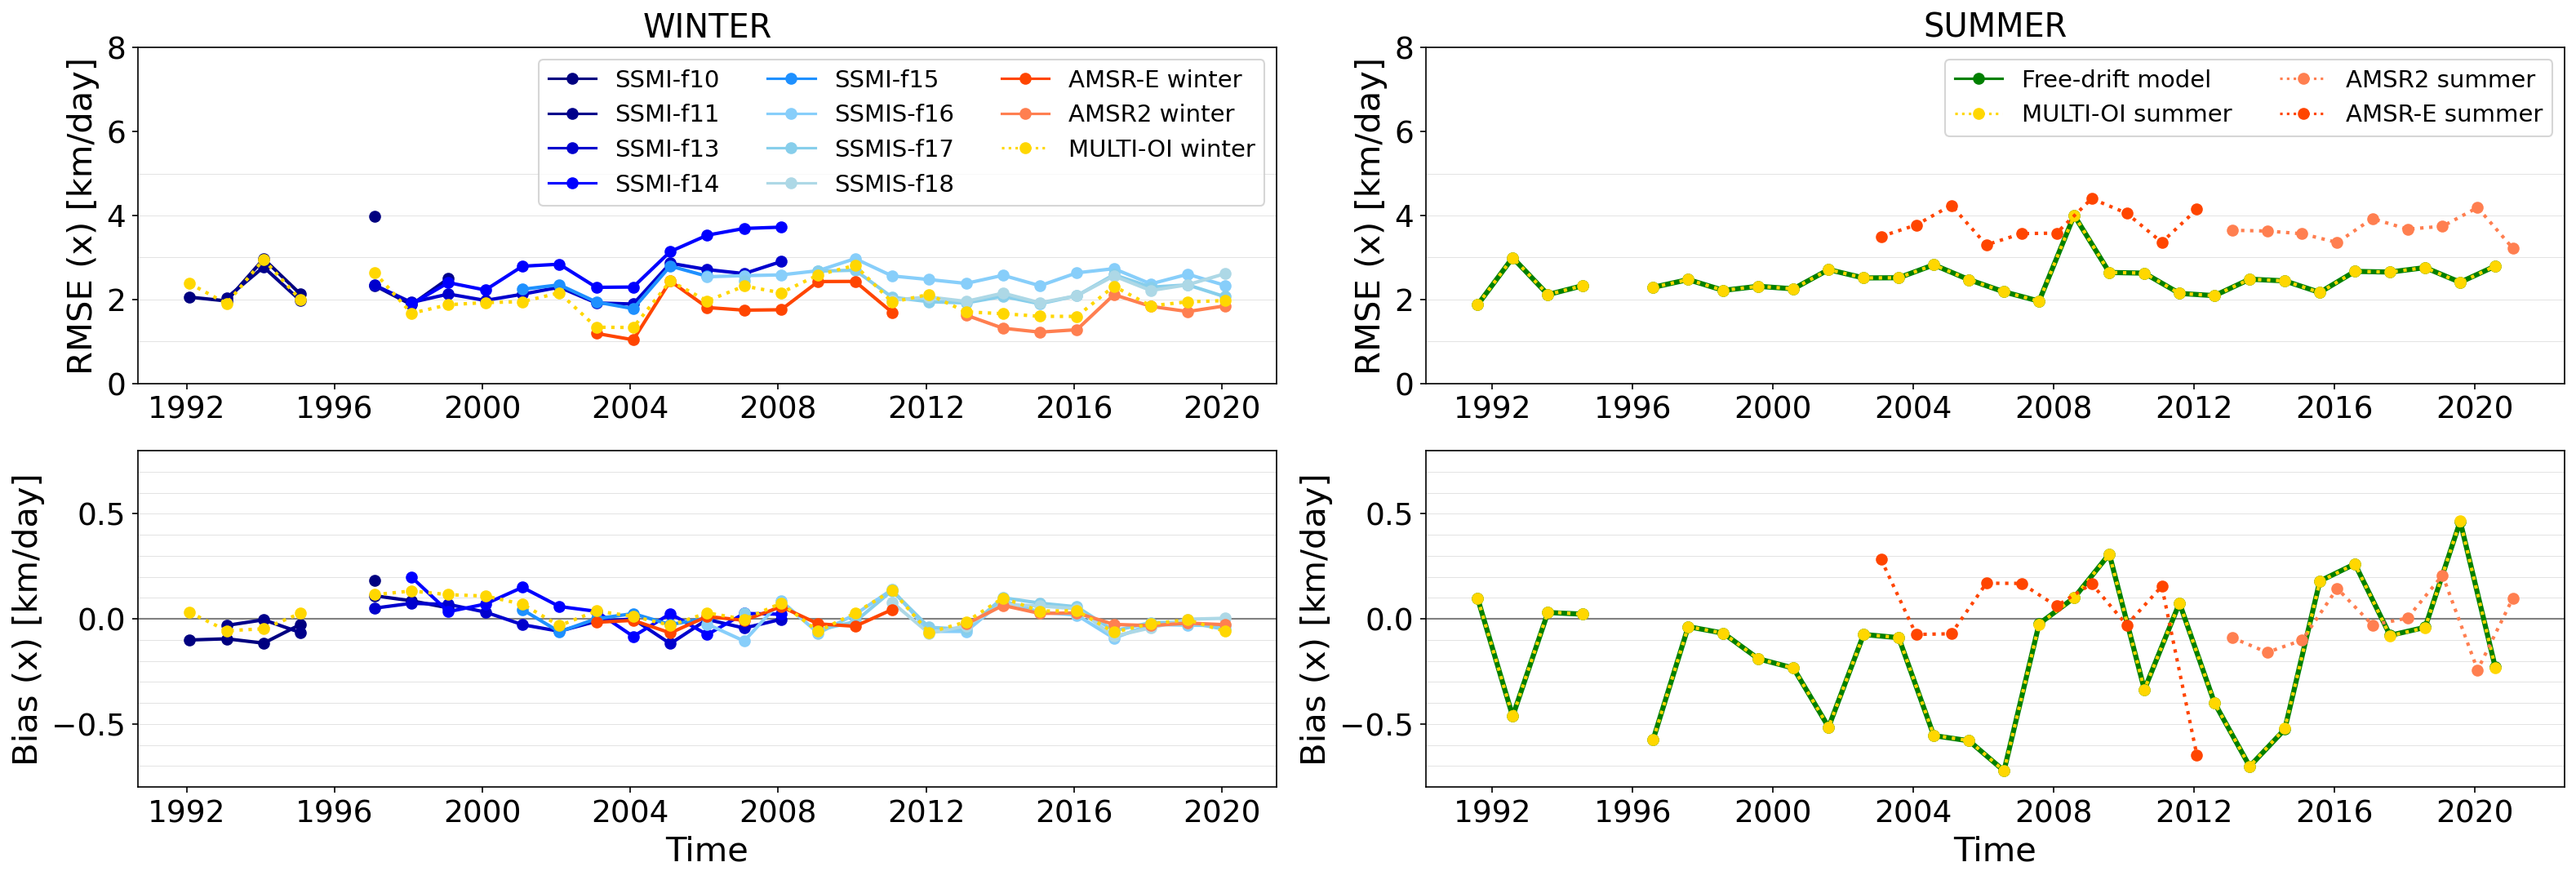 WINTER
8
6
4
2
0
RMSE (x) [km/day]
SSMI-f10
SSMI-f11
SSMI-f13
SSMI-f14
SSMI-f15
SSMIS-f16
SSMIS-f17
SSMIS-f18
AMSR-E winter
AMSR2 winter
MULTI-OI winter
1992 1996 2000 2004 2008 2012 2016 2020
SUMMER
8
6
4
2
0
RMSE (x) [km/day]
Free-drift model
MULTI-OI summer
AMSR2 summer
AMSR-E summer
1992 1996 2000 2004 2008 2012 2016 2020
0.5
0.0
−0.5
Bias (x) [km/day]
1992 1996 2000 2004 2008 2012 2016 2020
Time
0.5
0.0
−0.5
Bias (x) [km/day]
1992 1996 2000 2004 2008 2012 2016 2020
Time